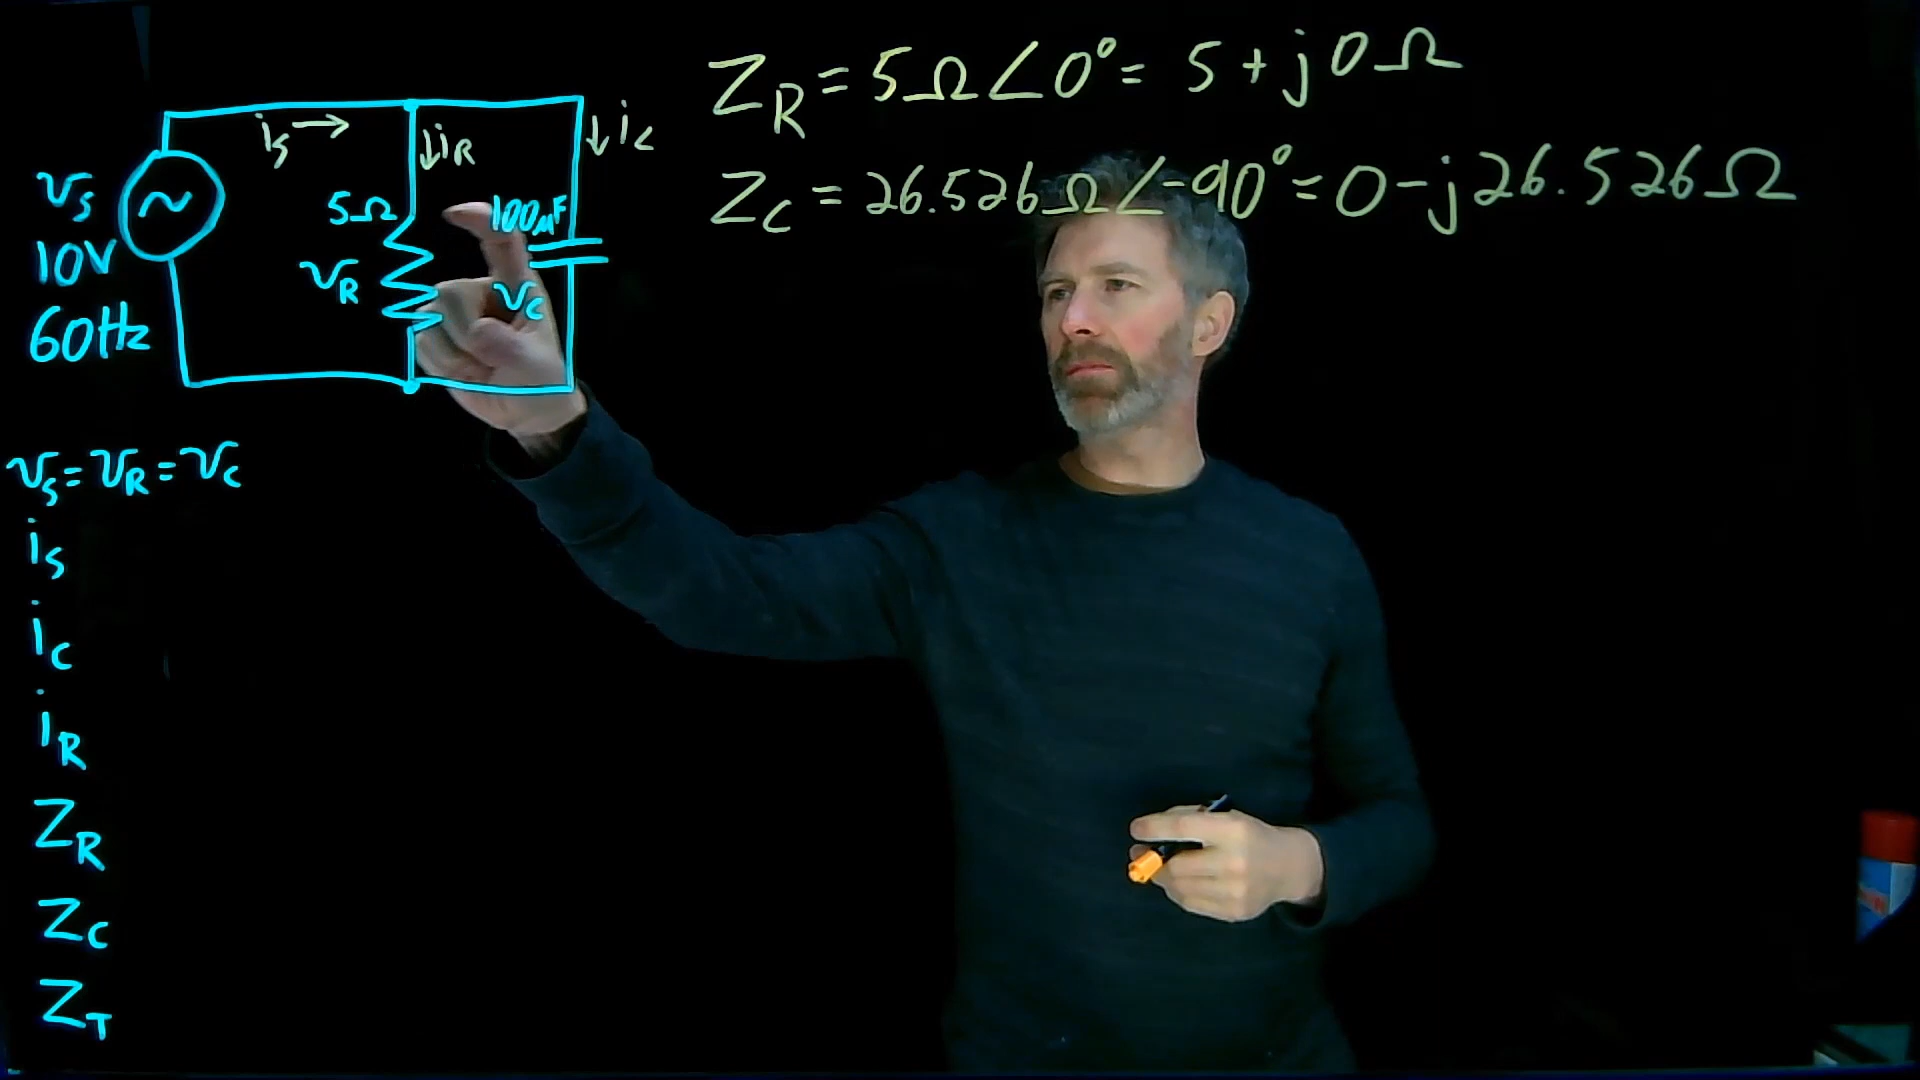 Z_R = 5Ω∠0° = 5 + j0Ω
Z_C = 26.526Ω∠-90° = 0 - j26.526Ω
i_S → ↓i_R ↓i_C
v_S 10V 60Hz
~
5Ω
v_R
100μF
v_C
v_S = v_R = v_C
i_S
i_C
i_R
Z_R
Z_C
Z_T